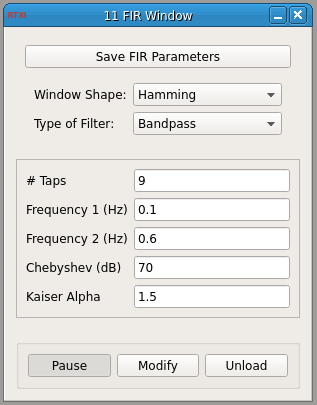 RTXI
11 FIR Window
Save FIR Parameters
Window Shape: Hamming
Type of Filter: Bandpass
# Taps 9
Frequency 1 (Hz) 0.1
Frequency 2 (Hz) 0.6
Chebyshev (dB) 70
Kaiser Alpha 1.5
Pause Modify Unload